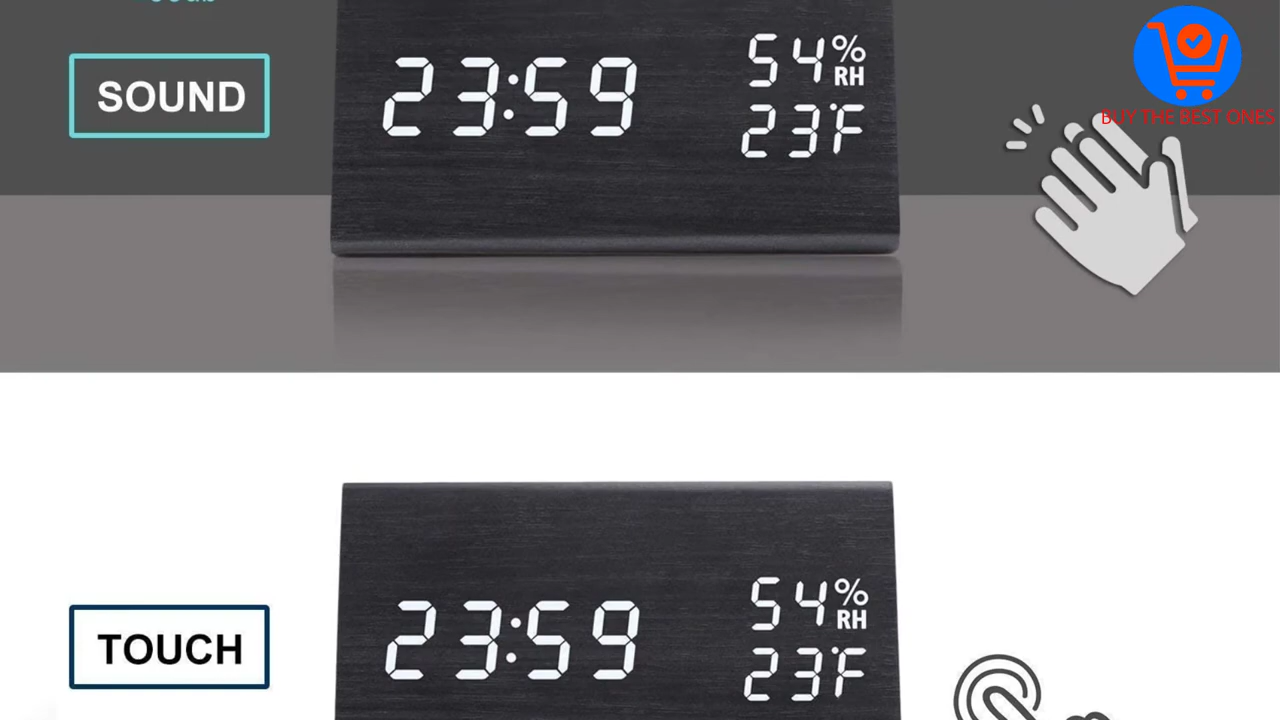 SOUND
23:59
54%
RH
23°F
BUY THE BEST ONES
TOUCH
23:59
54%
RH
23°F